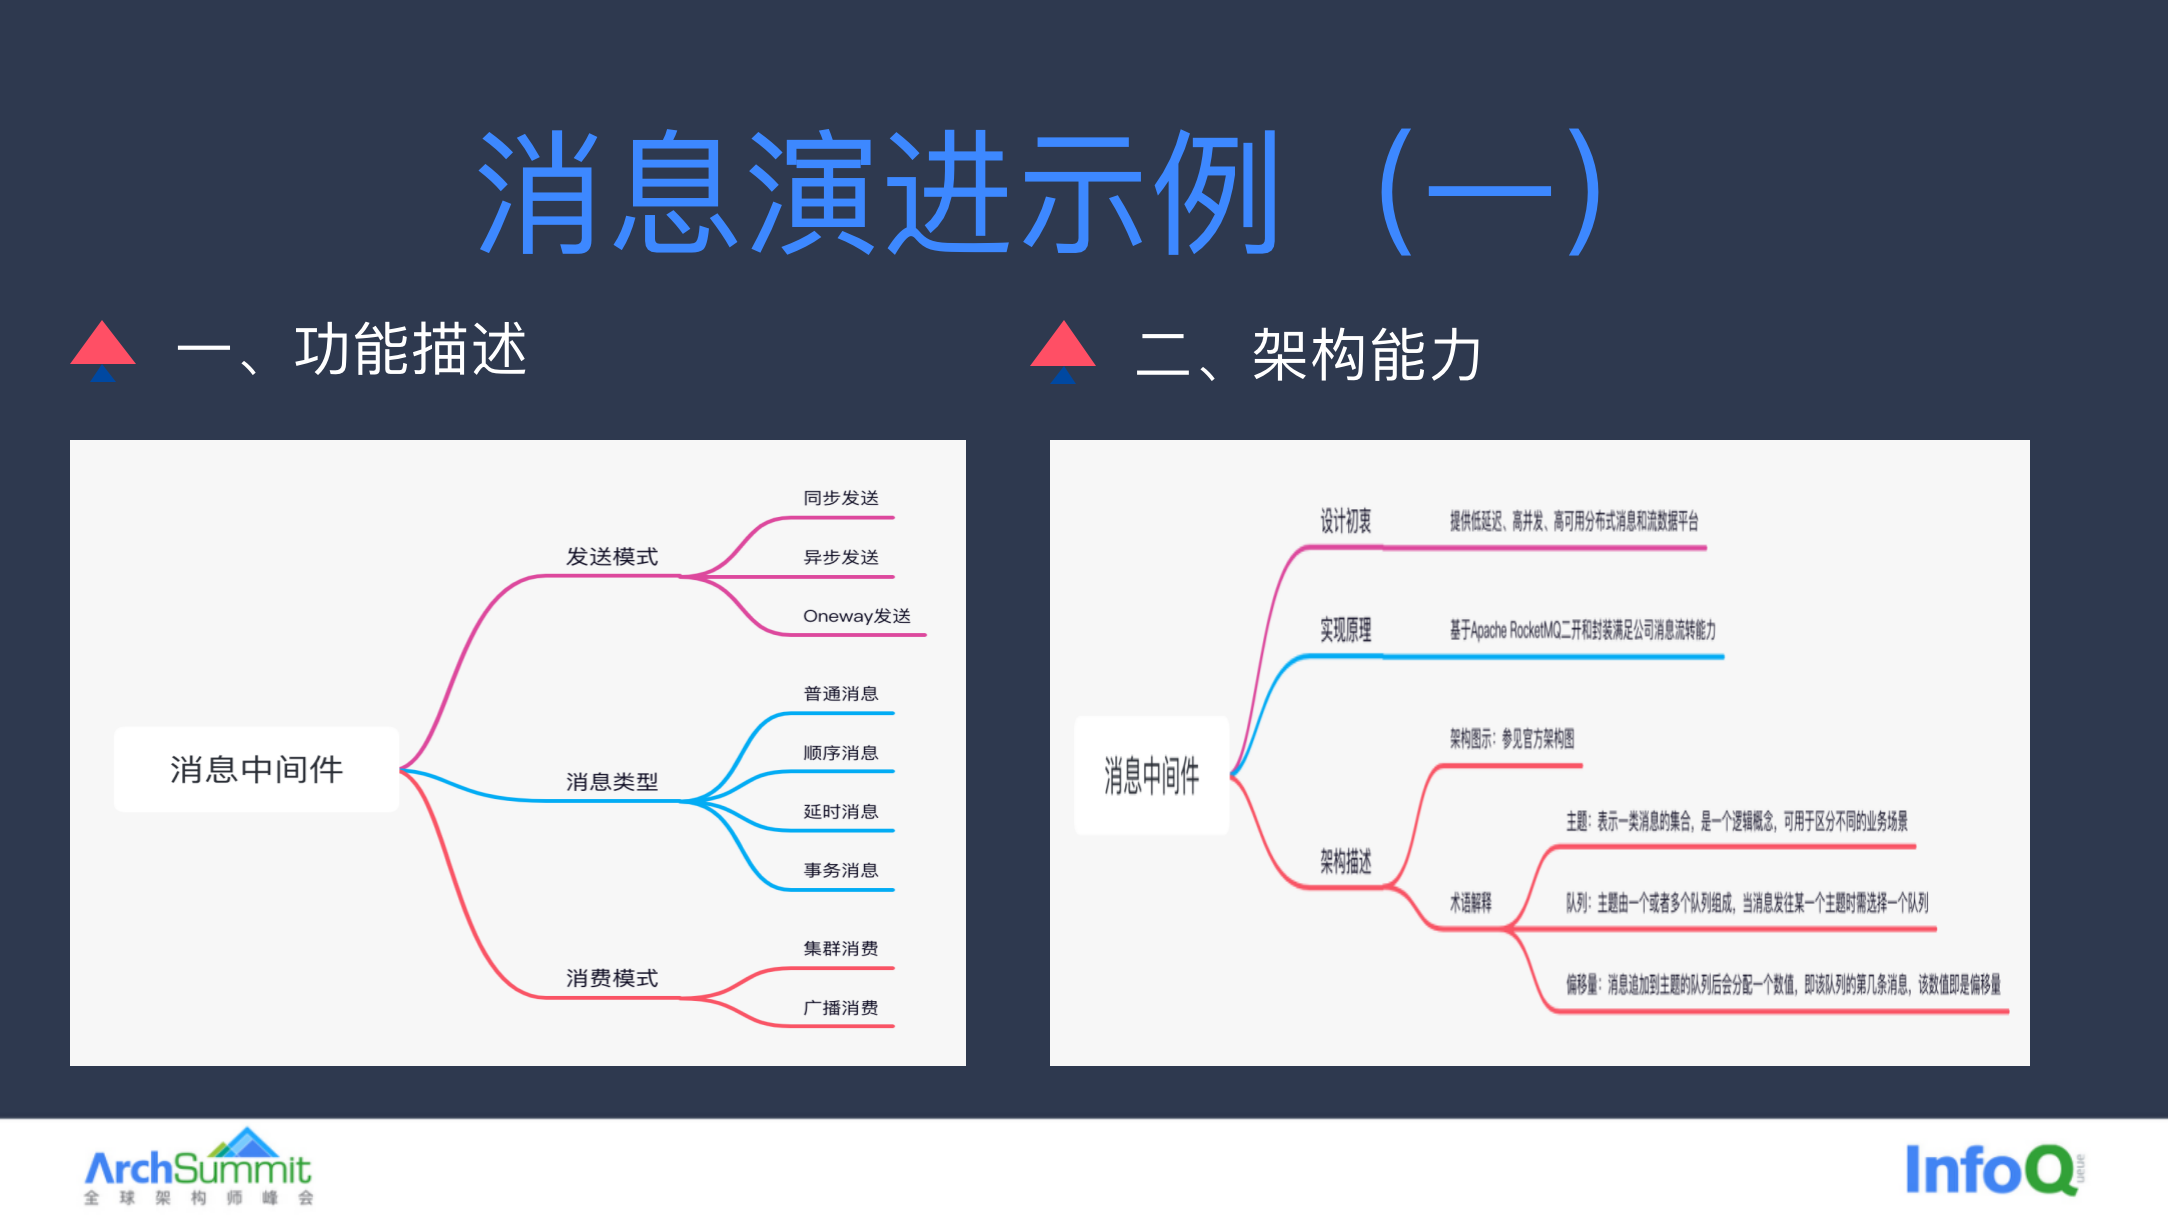 消息演进示例（一）
一、功能描述
消息中间件
发送模式
同步发送
异步发送
Oneway发送
消息类型
普通消息
顺序消息
延时消息
事务消息
消费模式
集群消费
广播消费
二、架构能力
消息中间件
设计初衷
提供低延迟、高并发、高可用分布式消息和流数据平台
实现原理
基于Apache RocketMQ二开和封装满足公司消息流转能力
架构描述
架构图示：参见官方架构图
术语解释
主题：表示一类消息的集合，是一个逻辑概念，可用于区分不同的业务场景
队列：主题由一个或者多个队列组成，当消息发往某一个主题时需选择一个队列
偏移量：消息追加到主题的队列后会分配一个数值，即该队列的第几条消息，该数值即是偏移量
ArchSummit
全球架构师峰会
InfoQ
ueue